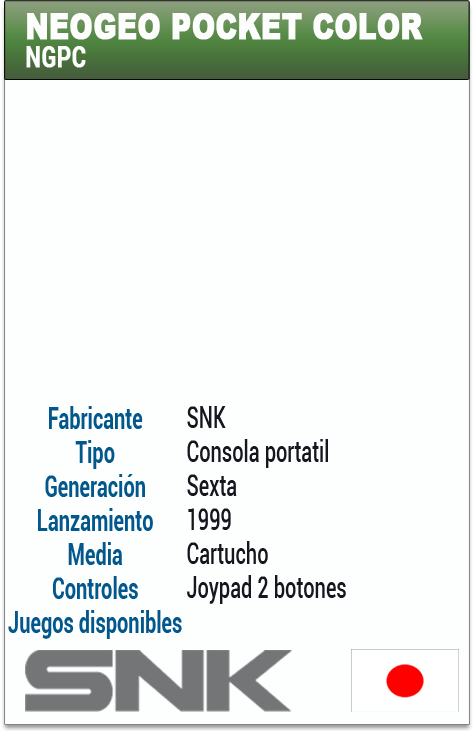 NEOGEO POCKET COLOR
NGPC
Fabricante SNK
Tipo Consola portatil
Generación Sexta
Lanzamiento 1999
Media Cartucho
Controles Joypad 2 botones
Juegos disponibles
SNK